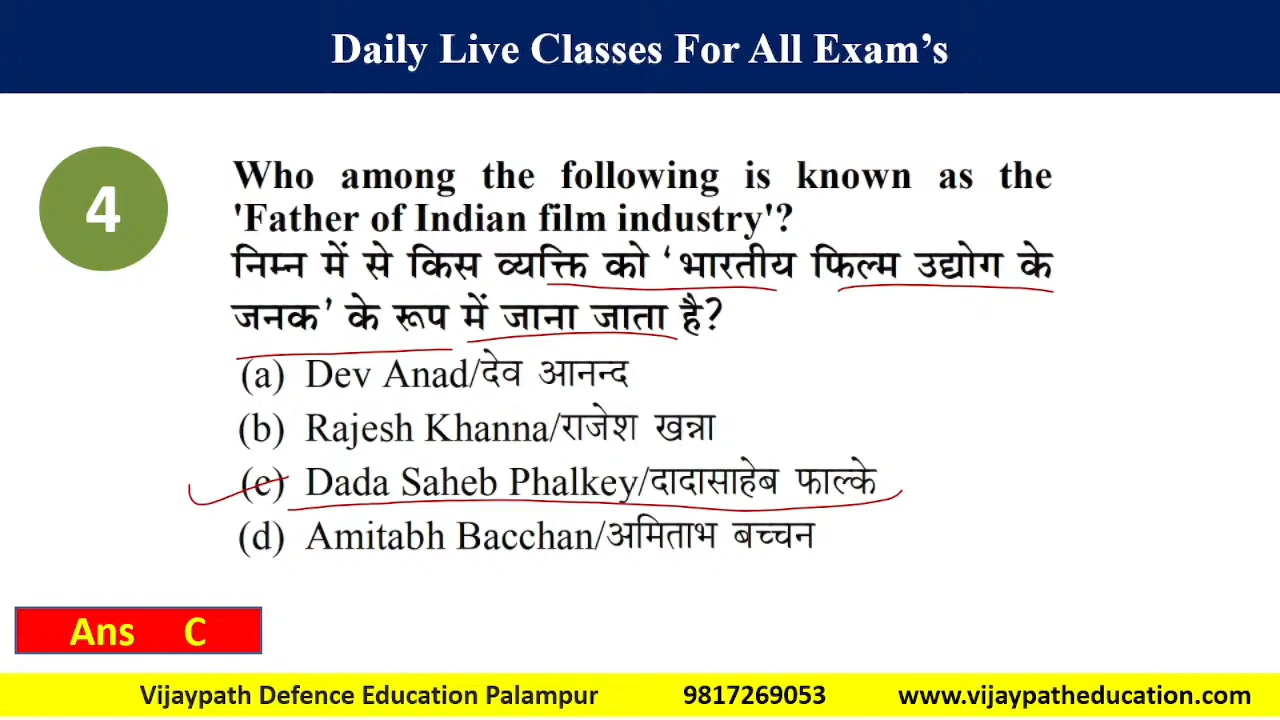 Daily Live Classes For All Exam’s
4
Who among the following is known as the
'Father of Indian film industry'?
निम्न में से किस व्यक्ति को ‘भारतीय फिल्म उद्योग के
जनक’ के रूप में जाना जाता है?
(a) Dev Anad/देव आनन्द
(b) Rajesh Khanna/राजेश खन्ना
(c) Dada Saheb Phalkey/दादासाहेब फाल्के
(d) Amitabh Bacchan/अमिताभ बच्चन
Ans C
Vijaypath Defence Education Palampur 9817269053 www.vijaypatheducation.com